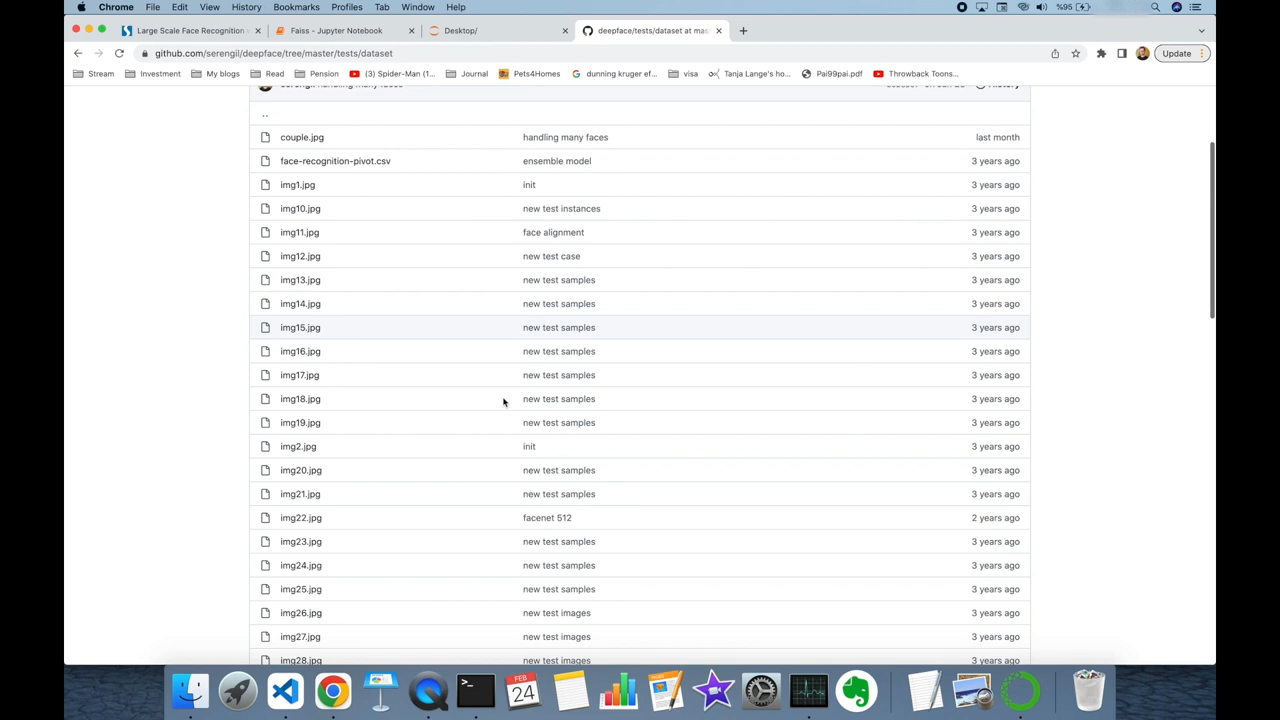 Chrome File Edit View History Bookmarks Profiles Tab Window Help %95
Large Scale Face Recognition Faiss - Jupyter Notebook Desktop/ deepface/tests/dataset at mas
github.com/serengil/deepface/tree/master/tests/dataset Update
Stream Investment My blogs Read Pension (3) Spider-Man (1... Journal Pets4Homes dunning kruger ef... visa Tanja Lange's ho... Pai99pai.pdf Throwback Toons...
serengil handling many faces History
..
couple.jpg handling many faces last month
face-recognition-pivot.csv ensemble model 3 years ago
img1.jpg init 3 years ago
img10.jpg new test instances 3 years ago
img11.jpg face alignment 3 years ago
img12.jpg new test case 3 years ago
img13.jpg new test samples 3 years ago
img14.jpg new test samples 3 years ago
img15.jpg new test samples 3 years ago
img16.jpg new test samples 3 years ago
img17.jpg new test samples 3 years ago
img18.jpg new test samples 3 years ago
img19.jpg new test samples 3 years ago
img2.jpg init 3 years ago
img20.jpg new test samples 3 years ago
img21.jpg new test samples 3 years ago
img22.jpg facenet 512 2 years ago
img23.jpg new test samples 3 years ago
img24.jpg new test samples 3 years ago
img25.jpg new test samples 3 years ago
img26.jpg new test images 3 years ago
img27.jpg new test images 3 years ago
img28.jpg new test images 3 years ago
FEB
24